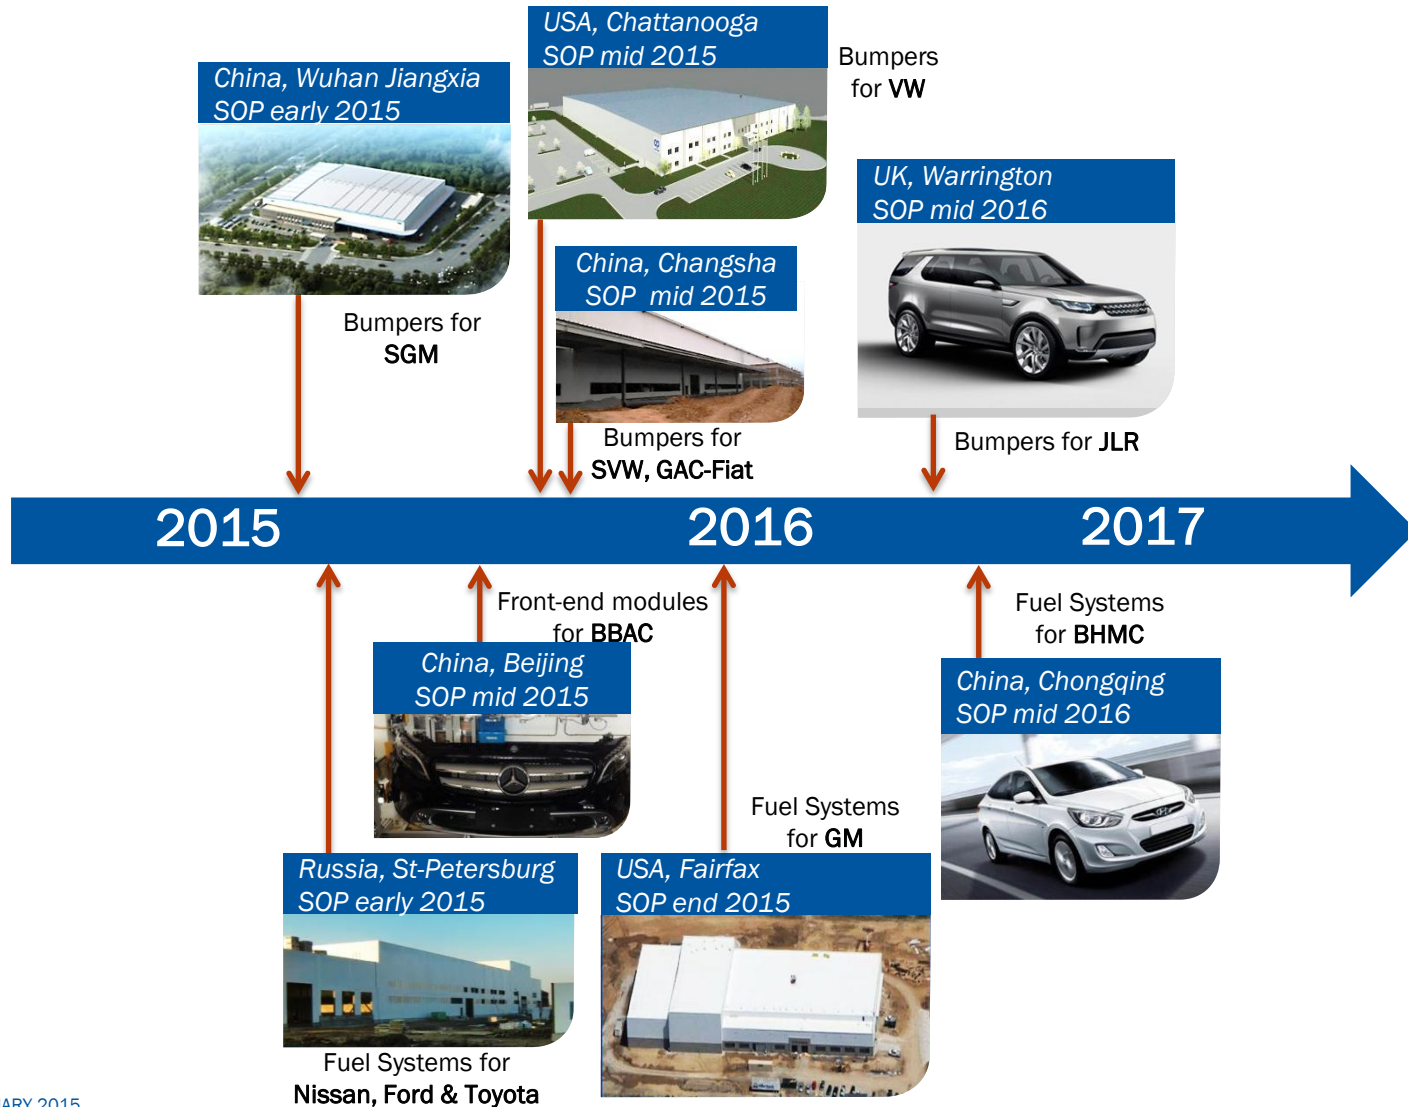 USA, Chattanooga
SOP mid 2015
Bumpers
for VW
China, Wuhan Jiangxia
SOP early 2015
UK, Warrington
SOP mid 2016
China, Changsha
SOP mid 2015
Bumpers for
SGM
Bumpers for
SVW, GAC-Fiat
Bumpers for JLR
2015
2016
2017
Front-end modules
for BBAC
Fuel Systems
for BHMC
China, Beijing
SOP mid 2015
China, Chongqing
SOP mid 2016
Fuel Systems
for GM
Russia, St-Petersburg
SOP early 2015
USA, Fairfax
SOP end 2015
Fuel Systems for
Nissan, Ford & Toyota
ARY 2015